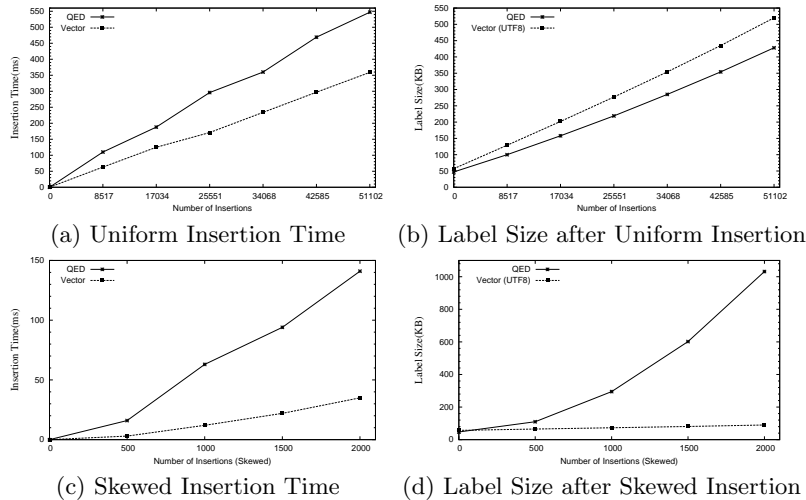 550
500
450
400
350
300
250
200
150
100
50
0
Insertion Time(ms)
QED
Vector
0 8517 17034 25551 34068 42585 51102
Number of Insertions
(a) Uniform Insertion Time
550
500
450
400
350
300
250
200
150
100
50
0
Label Size(KB)
QED
Vector (UTF8)
0 8517 17034 25551 34068 42585 51102
Number of Insertions
(b) Label Size after Uniform Insertion
150
100
50
0
Insertion Time(ms)
QED
Vector
0 500 1000 1500 2000
Number of Insertions (Skewed)
(c) Skewed Insertion Time
1000
800
600
400
200
0
Label Size(KB)
QED
Vector (UTF8)
0 500 1000 1500 2000
Number of Insertions (Skewed)
(d) Label Size after Skewed Insertion